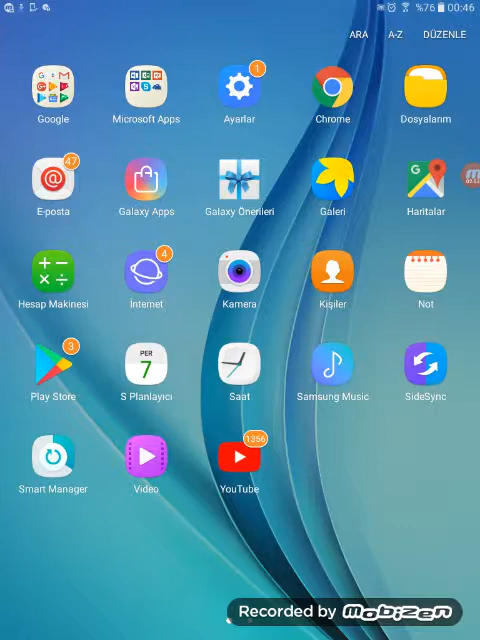 %76 00:46
ARA A-Z DÜZENLE
1
Google Microsoft Apps Ayarlar Chrome Dosyalarım
47
E-posta Galaxy Apps Galaxy Önerileri Galeri Haritalar
4
Hesap Makinesi İnternet Kamera Kişiler Not
3
PER
7
Play Store S Planlayıcı Saat Samsung Music SideSync
1356
Smart Manager Video YouTube
Recorded by mobizen